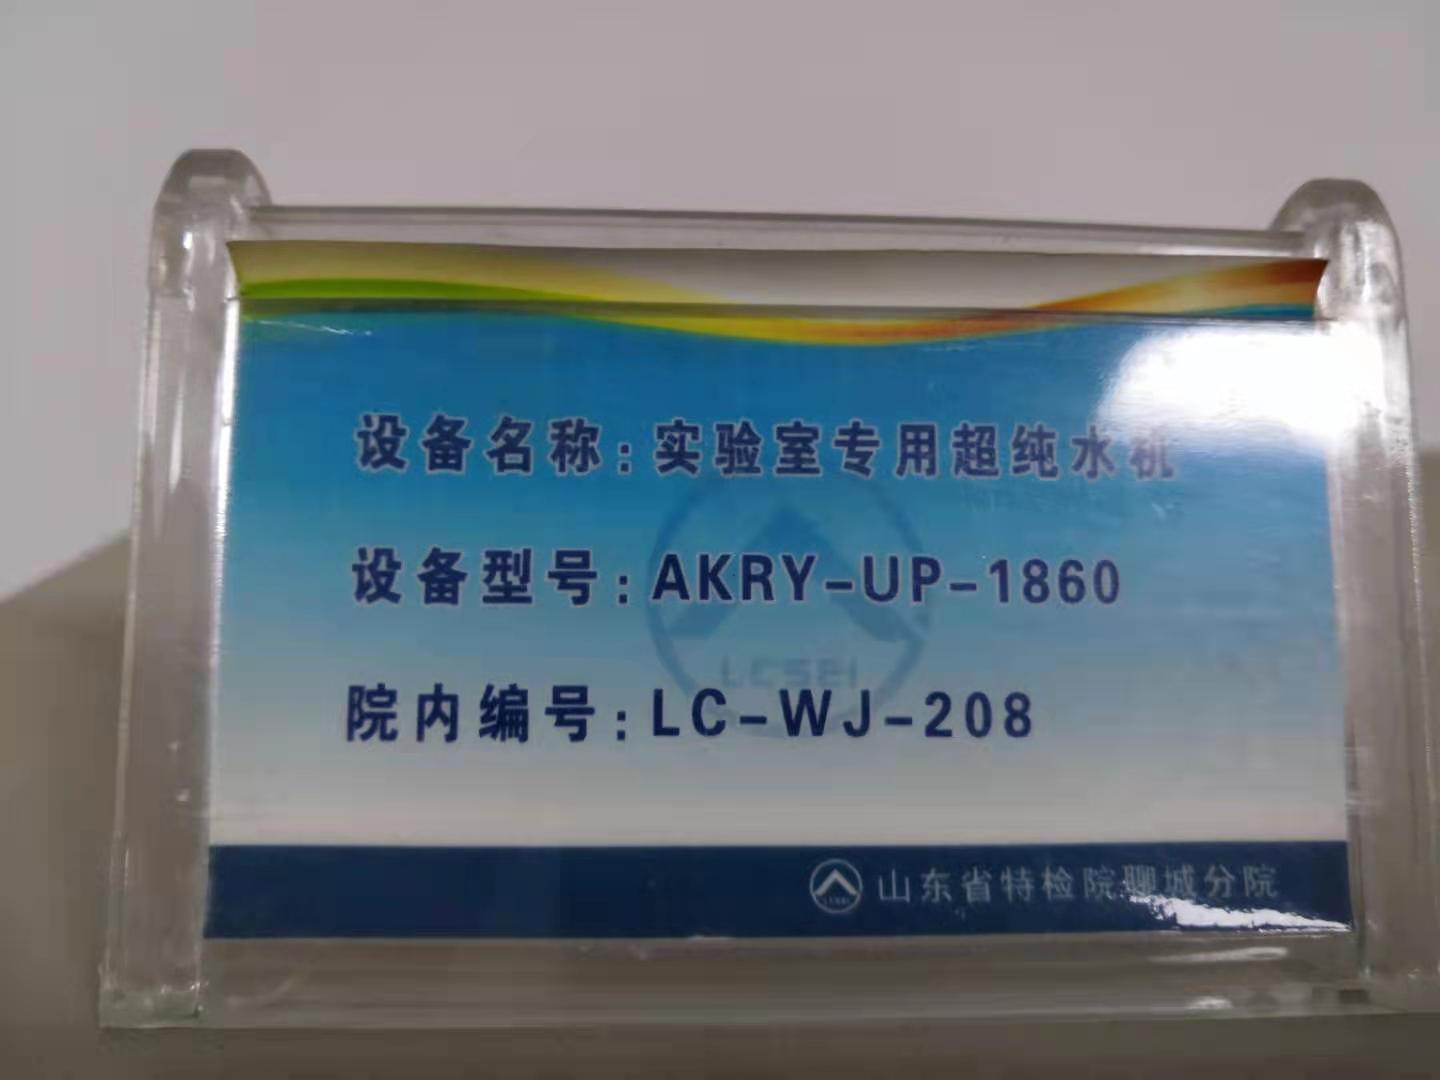 设备名称：实验室专用超纯水机
设备型号：AKRY-UP-1860
LCSEI
院内编号：LC-WJ-208
山东省特检院聊城分院